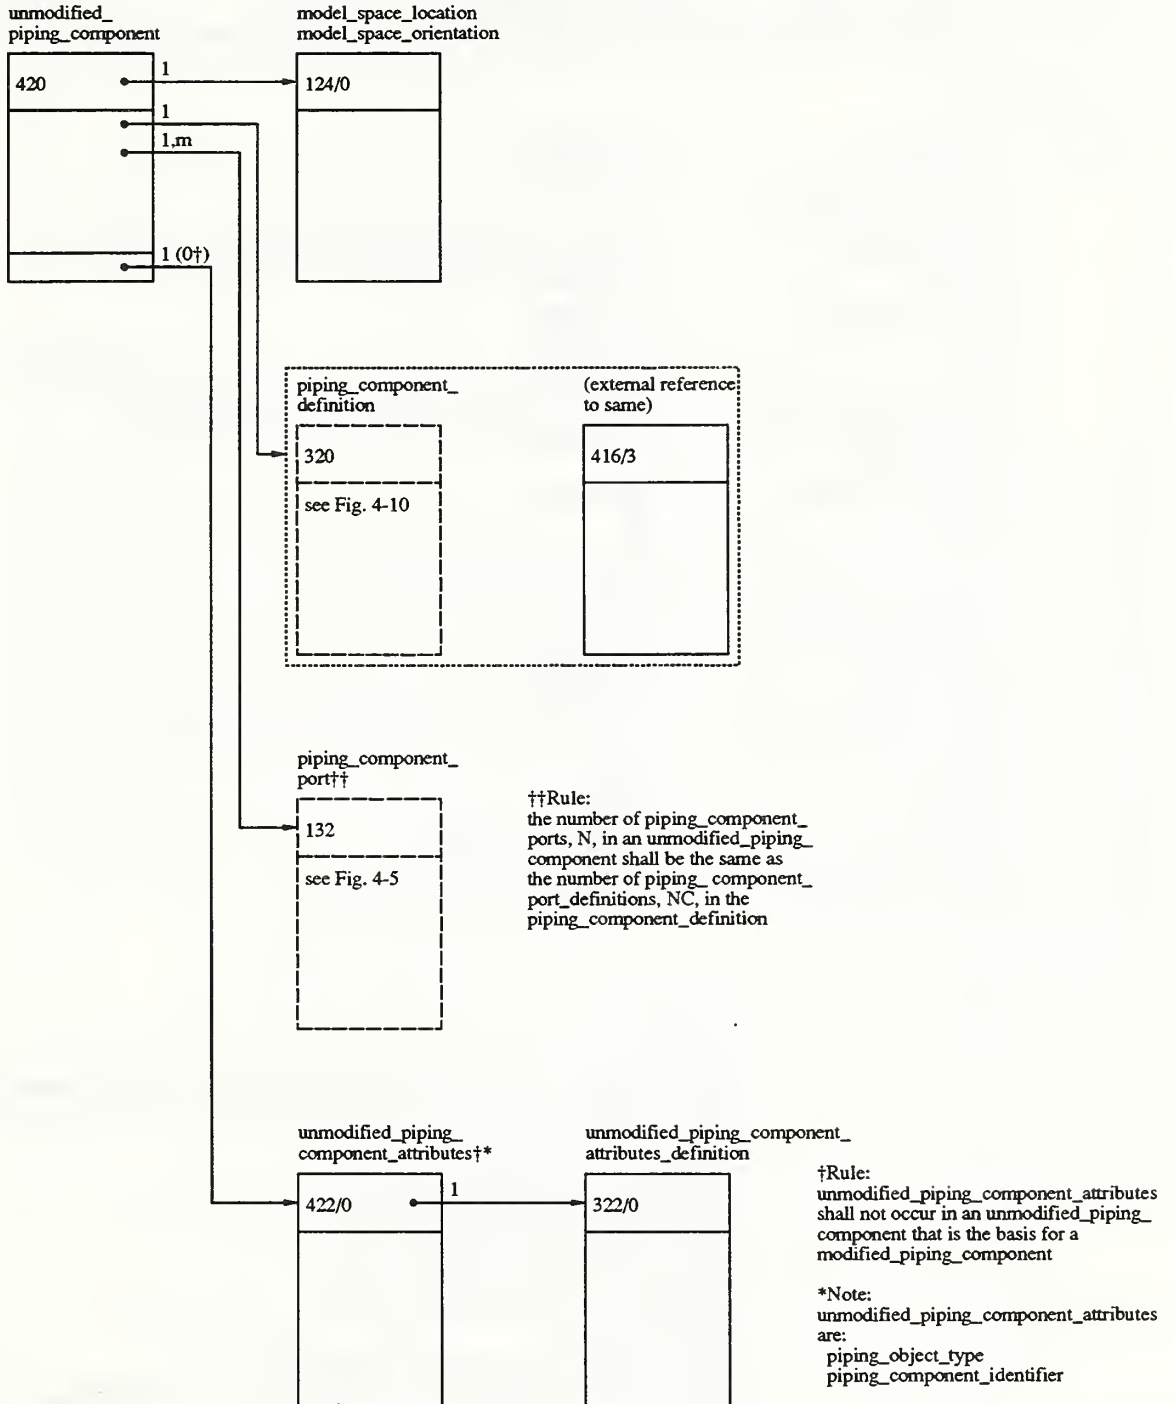 unmodified_
piping_component
model_space_location
model_space_orientation
420
1
124/0
1
1,m
1 (0†)
piping_component_
definition
(external reference
to same)
320
416/3
see Fig. 4-10
piping_component_
port††
132
see Fig. 4-5
††Rule:
the number of piping_component_
ports, N, in an unmodified_piping_
component shall be the same as
the number of piping_ component_
port_definitions, NC, in the
piping_component_definition
unmodified_piping_
component_attributes†*
unmodified_piping_component_
attributes_definition
422/0
1
322/0
†Rule:
unmodified_piping_component_attributes
shall not occur in an unmodified_piping_
component that is the basis for a
modified_piping_component
*Note:
unmodified_piping_component_attributes
are:
piping_object_type
piping_component_identifier